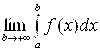 lim b→+∞ ∫ₐᵇ f(x)dx